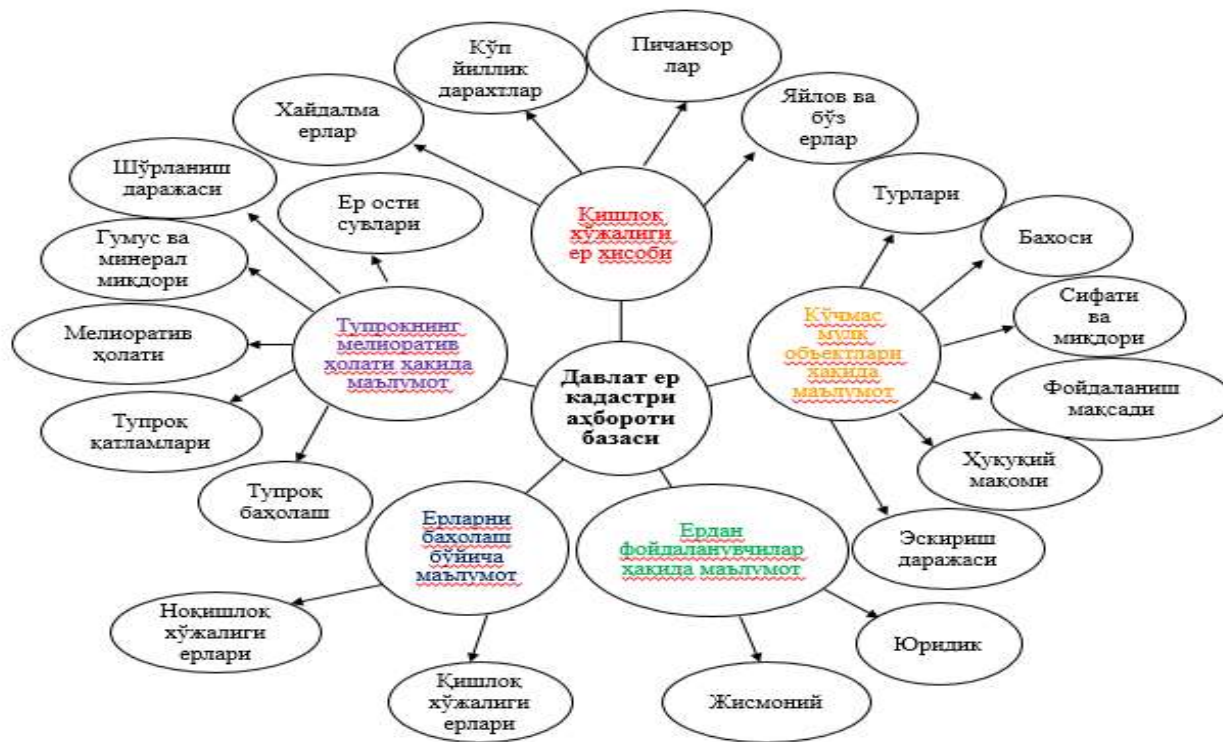 Кўп
йиллик
дарахтлар
Пичанзор
лар
Хайдалма
ерлар
Яйлов ва
бўз
ерлар
Шўрланиш
даражаси
Ер ости
сувлари
Қишлоқ
хўжалиги
ер хисоби
Турлари
Бахоси
Гумус ва
минерал
миқдори
Мелиоратив
ҳолати
Тупроқнинг
мелиоратив
ҳолати ҳақида
маълумот
Давлат ер
кадастри
аҳбороти
базаси
Кўчмас
мулк
объектлари
ҳақида
маълумот
Сифати
ва
миқдори
Фойдаланиш
мақсади
Тупроқ
қатламлари
Тупроқ
баҳолаш
Ҳуқуқий
мақоми
Ерларни
баҳолаш
бўйича
маълумот
Ердан
фойдаланувчилар
ҳақида маълумот
Эскириш
даражаси
Ноқишлоқ
хўжалиги
ерлари
Қишлоқ
хўжалиги
ерлари
Жисмоний
Юридик